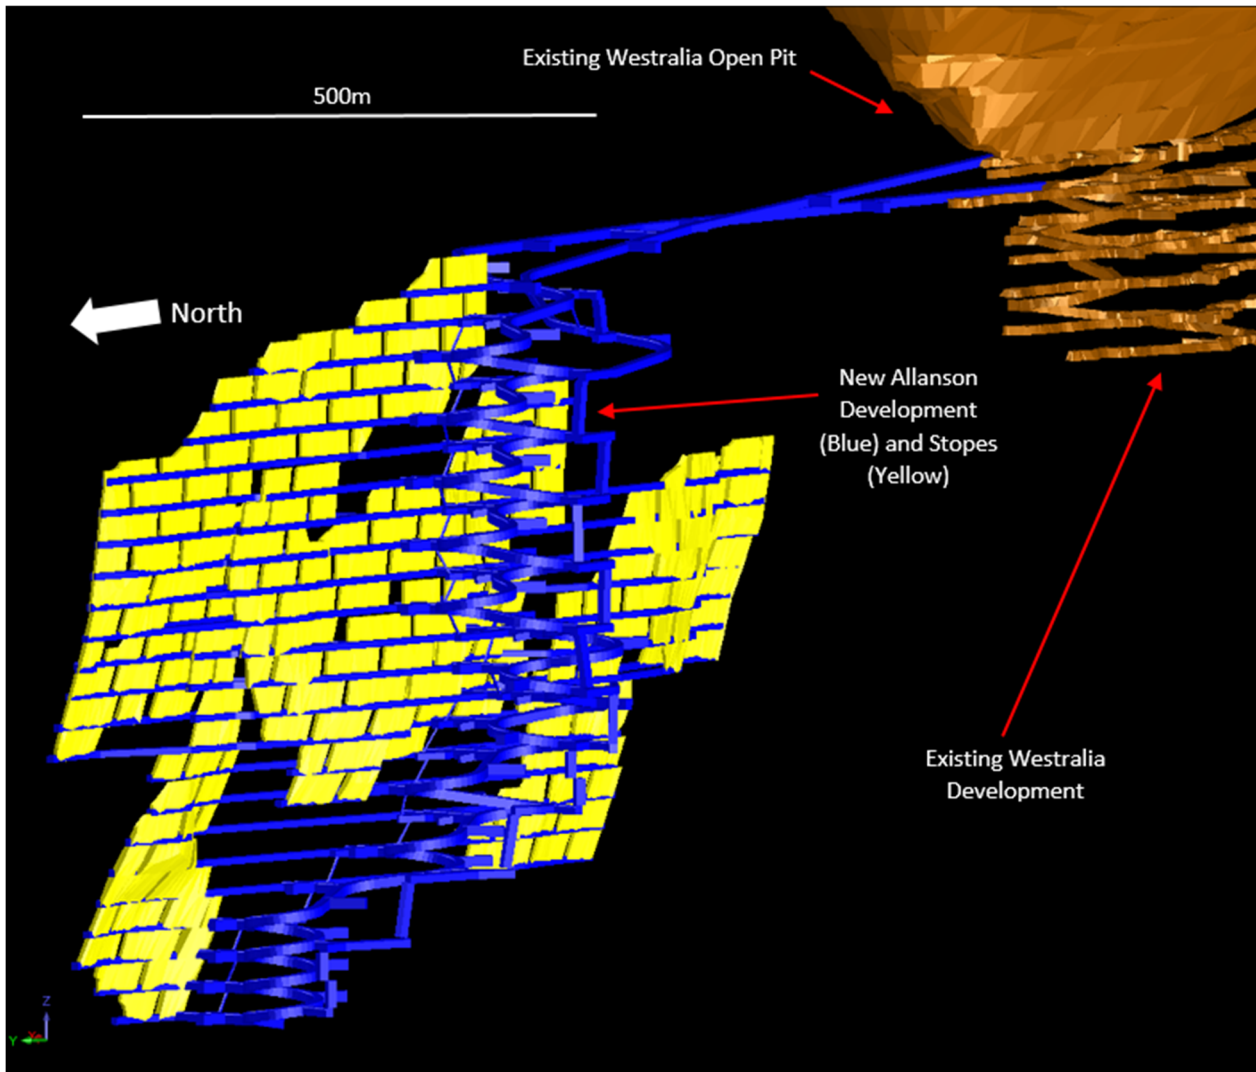 Existing Westralia Open Pit
500m
North
New Allanson
Development
(Blue) and Stopes
(Yellow)
Existing Westralia
Development
Z
Y